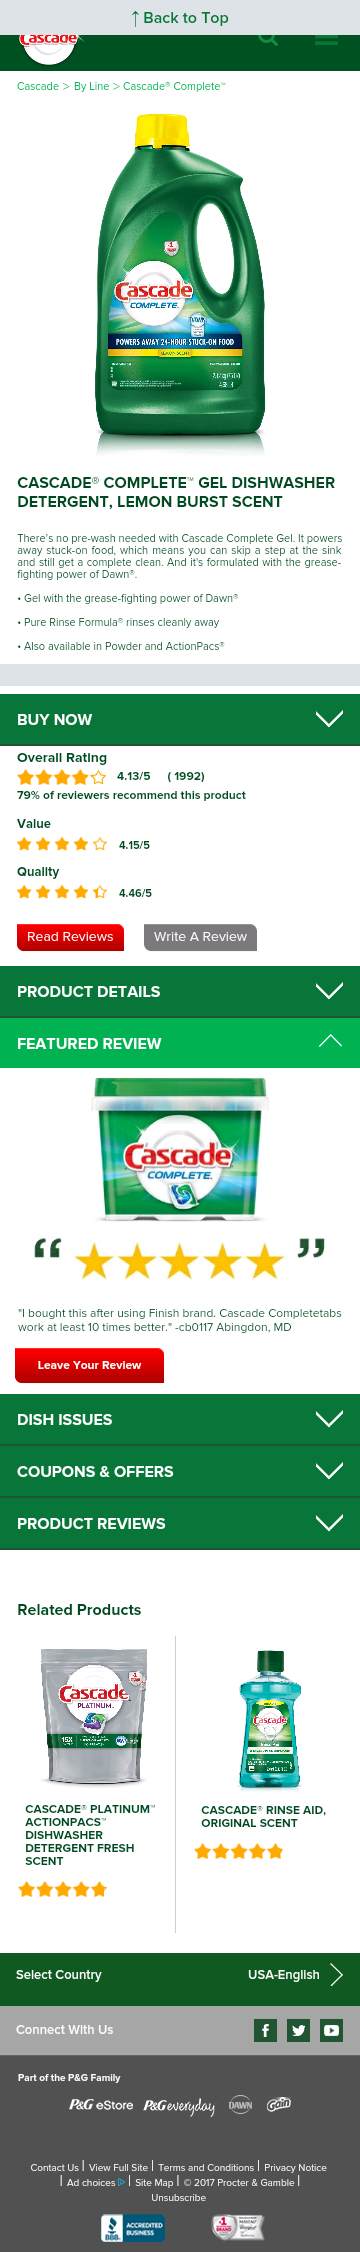 ↑ Back to Top
Cascade
Cascade > By Line > Cascade® Complete™
Cascade
COMPLETE
POWERS AWAY 24-HOUR STUCK-ON FOOD
LEMON SCENT
CASCADE® COMPLETE™ GEL DISHWASHER
DETERGENT, LEMON BURST SCENT
There's no pre-wash needed with Cascade Complete Gel. It powers
away stuck-on food, which means you can skip a step at the sink
and still get a complete clean. And it's formulated with the grease-
fighting power of Dawn®.
• Gel with the grease-fighting power of Dawn®
• Pure Rinse Formula® rinses cleanly away
• Also available in Powder and ActionPacs®
BUY NOW
Overall Rating
4.13/5 ( 1992)
79% of reviewers recommend this product
Value
4.15/5
Quality
4.46/5
Read Reviews Write A Review
PRODUCT DETAILS
FEATURED REVIEW
Cascade
COMPLETE
“ ”
"I bought this after using Finish brand. Cascade Completetabs
work at least 10 times better." -cb0117 Abingdon, MD
Leave Your Review
DISH ISSUES
COUPONS & OFFERS
PRODUCT REVIEWS
Related Products
Cascade
PLATINUM
Cascade
CASCADE® PLATINUM™
ACTIONPACS™
DISHWASHER
DETERGENT FRESH
SCENT
CASCADE® RINSE AID,
ORIGINAL SCENT
Select Country USA-English
Connect With Us
Part of the P&G Family
P&G eStore P&G everyday DAWN Gain
Contact Us | View Full Site | Terms and Conditions | Privacy Notice
| Ad choices | Site Map | © 2017 Procter & Gamble |
Unsubscribe
BBB ACCREDITED BUSINESS #1 BRAND